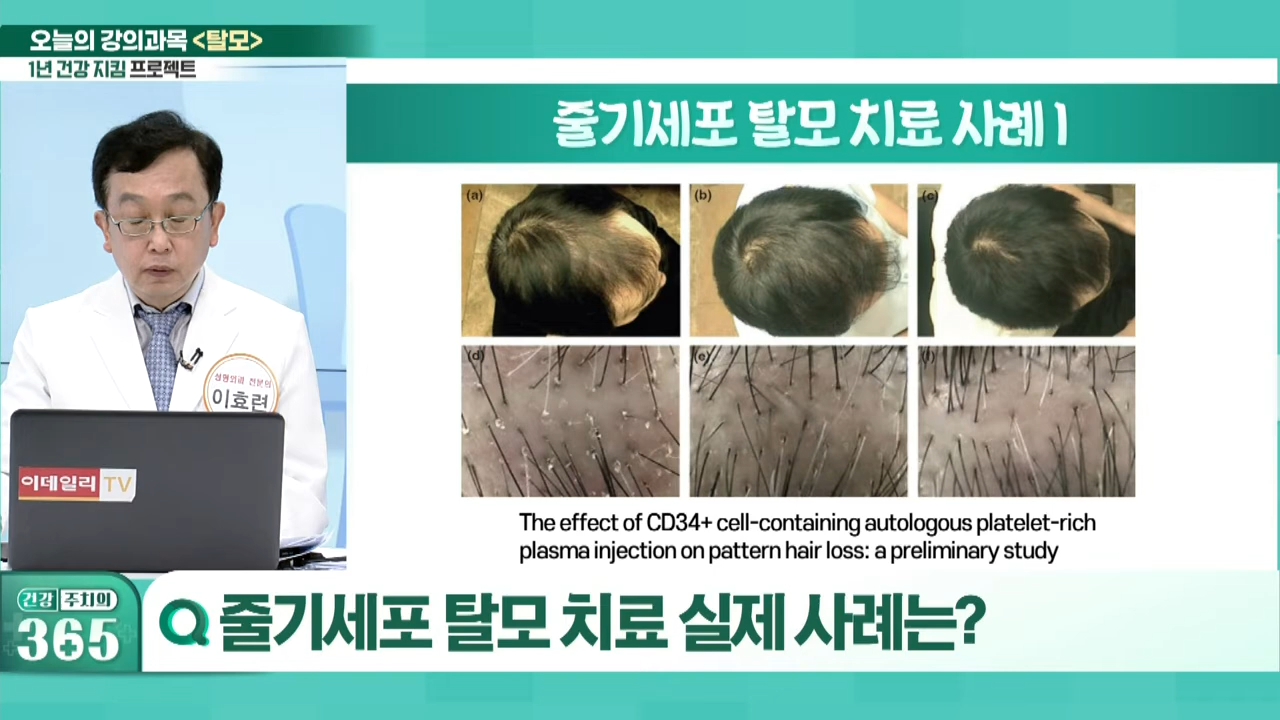 오늘의 강의과목 <탈모>
1년 건강 지킴 프로젝트
줄기세포 탈모 치료 사례 1
(a)
(b)
(c)
(d)
(e)
(f)
성형외과 전문의
이효련
이데일리 TV
The effect of CD34+ cell-containing autologous platelet-rich
plasma injection on pattern hair loss: a preliminary study
건강 주치의
365
Q 줄기세포 탈모 치료 실제 사례는?